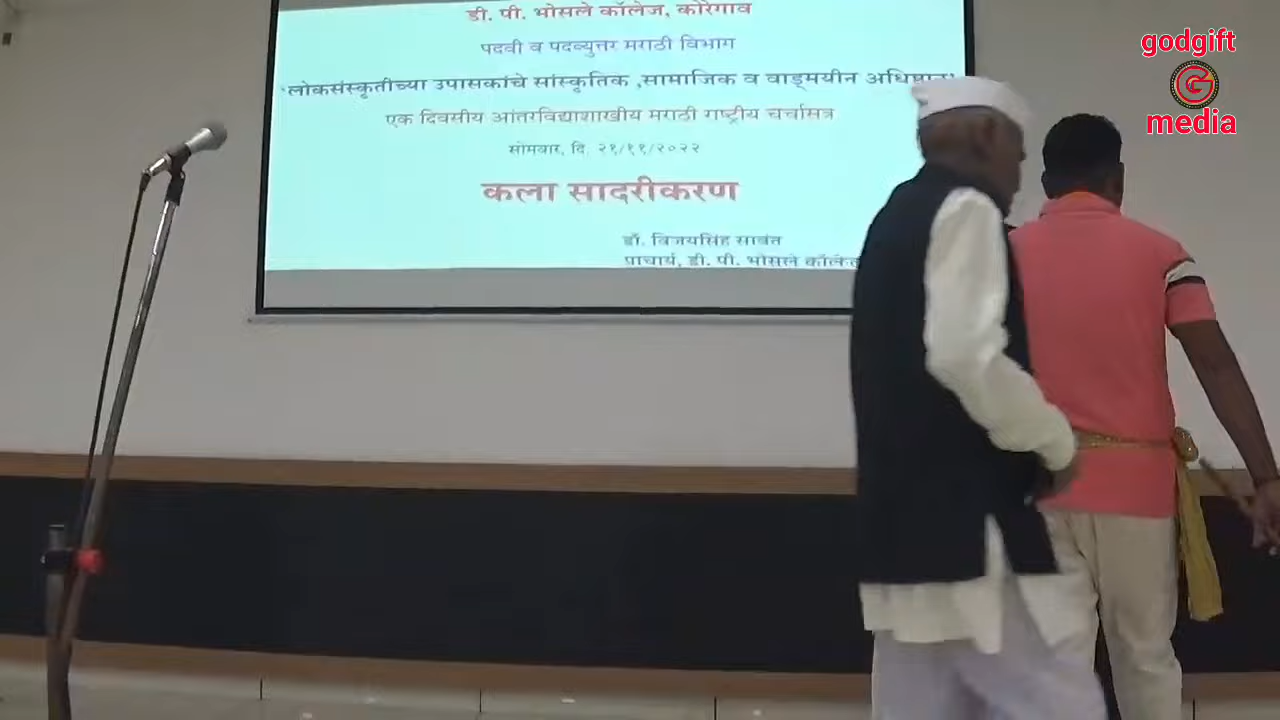 डी. पी. भोसले कॉलेज, कोरेगाव
पदवी व पदव्युत्तर मराठी विभाग
'लोकसंस्कृतीच्या उपासकांचे सांस्कृतिक ,सामाजिक व वाङ्मयीन अधिष्ठान'
एक दिवसीय आंतरविद्याशाखीय मराठी राष्ट्रीय चर्चासत्र
सोमवार, दि. २१/११/२०२२
कला सादरीकरण
डॉ. विजयसिंह सावंत
प्राचार्य, डी. पी. भोसले कॉलेज
godgift
G
media